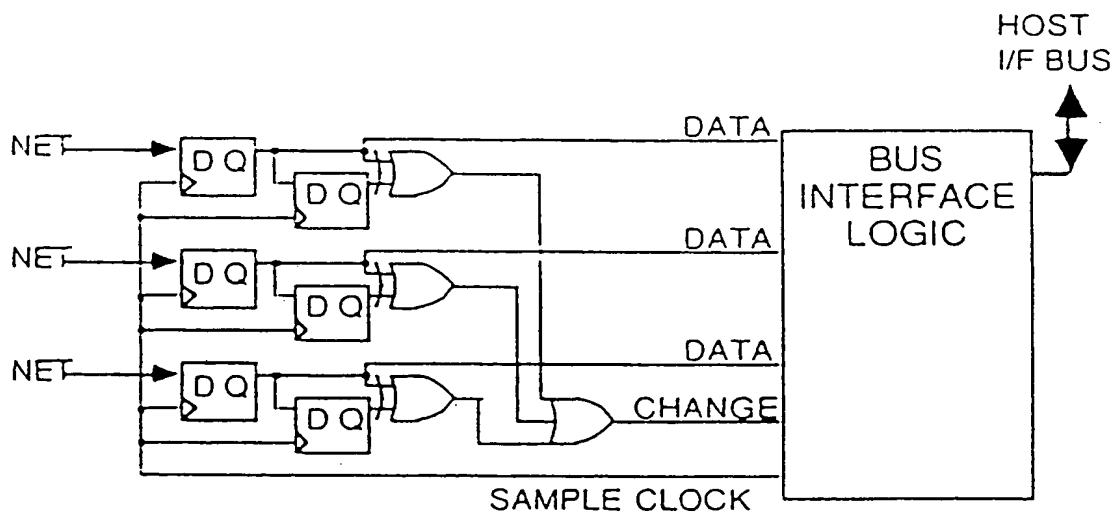 HOST
I/F BUS
NET
D Q
D Q
DATA
BUS
INTERFACE
LOGIC
NET
D Q
D Q
DATA
NET
D Q
D Q
DATA
CHANGE
SAMPLE CLOCK